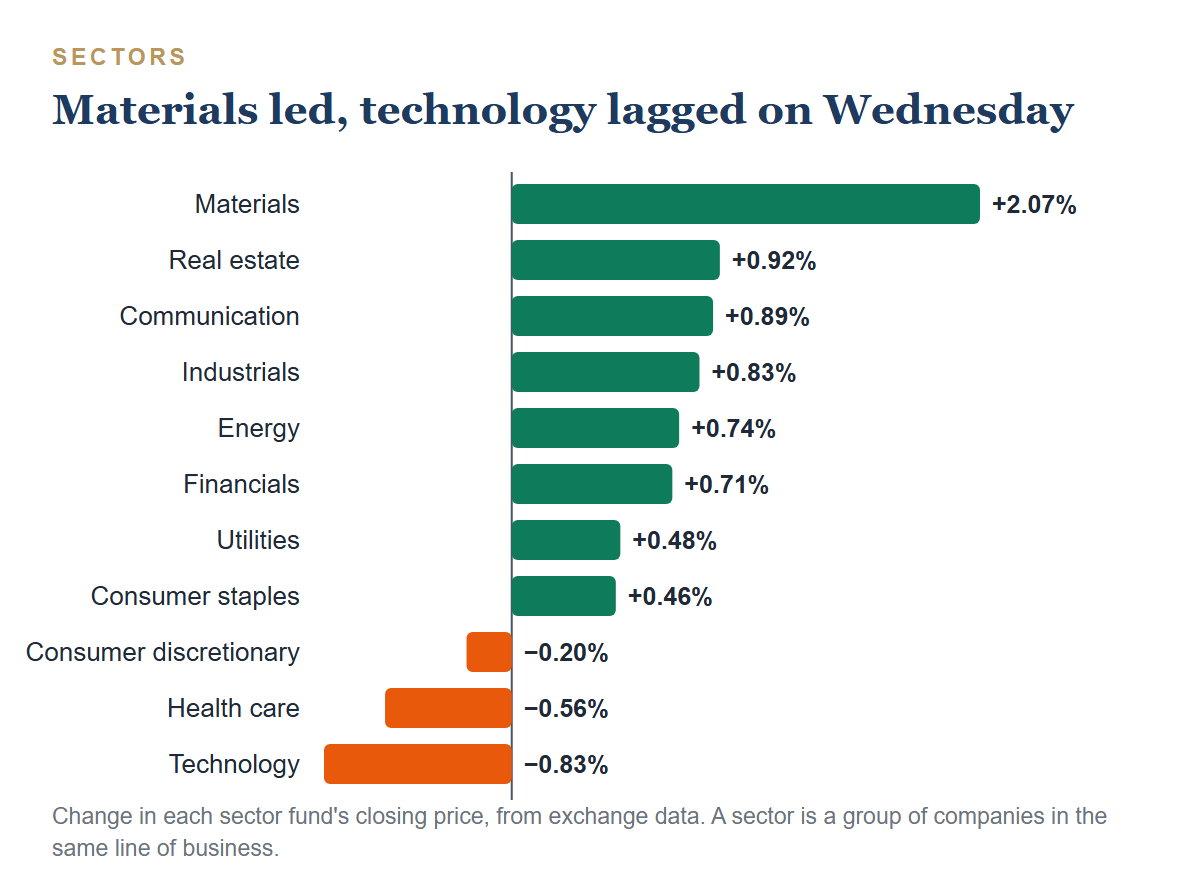 SECTORS
Materials led, technology lagged on Wednesday
Materials +2.07%
Real estate +0.92%
Communication +0.89%
Industrials +0.83%
Energy +0.74%
Financials +0.71%
Utilities +0.48%
Consumer staples +0.46%
Consumer discretionary −0.20%
Health care −0.56%
Technology −0.83%
Change in each sector fund's closing price, from exchange data. A sector is a group of companies in the
same line of business.